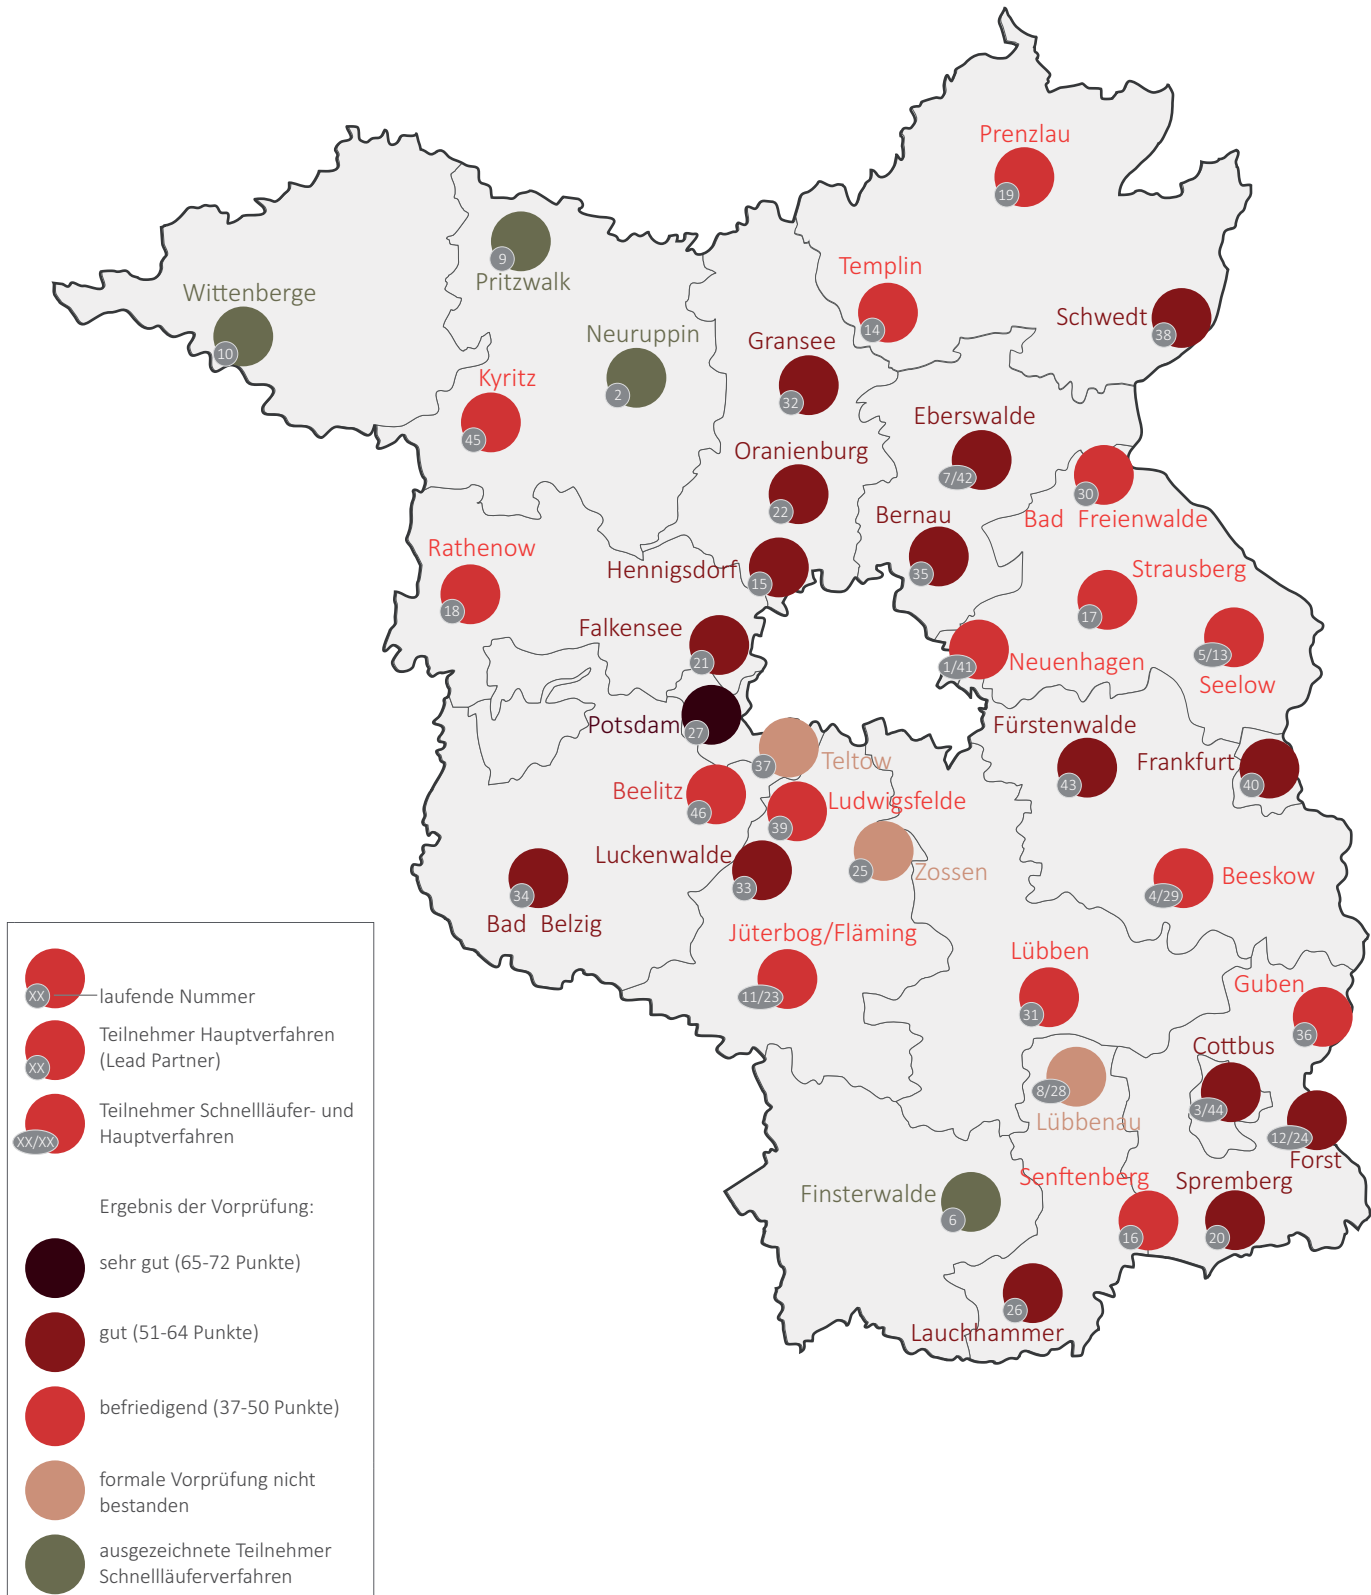 Prenzlau
19
9
Pritzwalk
Templin
14
Wittenberge
10
Schwedt
38
Neuruppin
2
Gransee
32
Kyritz
45
Eberswalde
7/42
Oranienburg
22
30
Bad Freienwalde
Bernau
35
Rathenow
18
Hennigsdorf
15
Strausberg
17
Falkensee
21
1/41
Neuenhagen
5/13
Seelow
Potsdam
27
37
Teltow
Fürstenwalde
43
Frankfurt
40
Beelitz
46
Ludwigsfelde
39
Luckenwalde
33
25
Zossen
34
Bad Belzig
4/29
Beeskow
Jüterbog/Fläming
11/23
Lübben
31
Guben
36
Cottbus
3/44
8/28
Lübbenau
12/24
Forst
Finsterwalde
6
Senftenberg
16
Spremberg
20
26
Lauchhammer
XX
laufende Nummer
XX
Teilnehmer Hauptverfahren
(Lead Partner)
XX/XX
Teilnehmer Schnellläufer- und
Hauptverfahren
Ergebnis der Vorprüfung:
sehr gut (65-72 Punkte)
gut (51-64 Punkte)
befriedigend (37-50 Punkte)
formale Vorprüfung nicht
bestanden
ausgezeichnete Teilnehmer
Schnellläuferverfahren